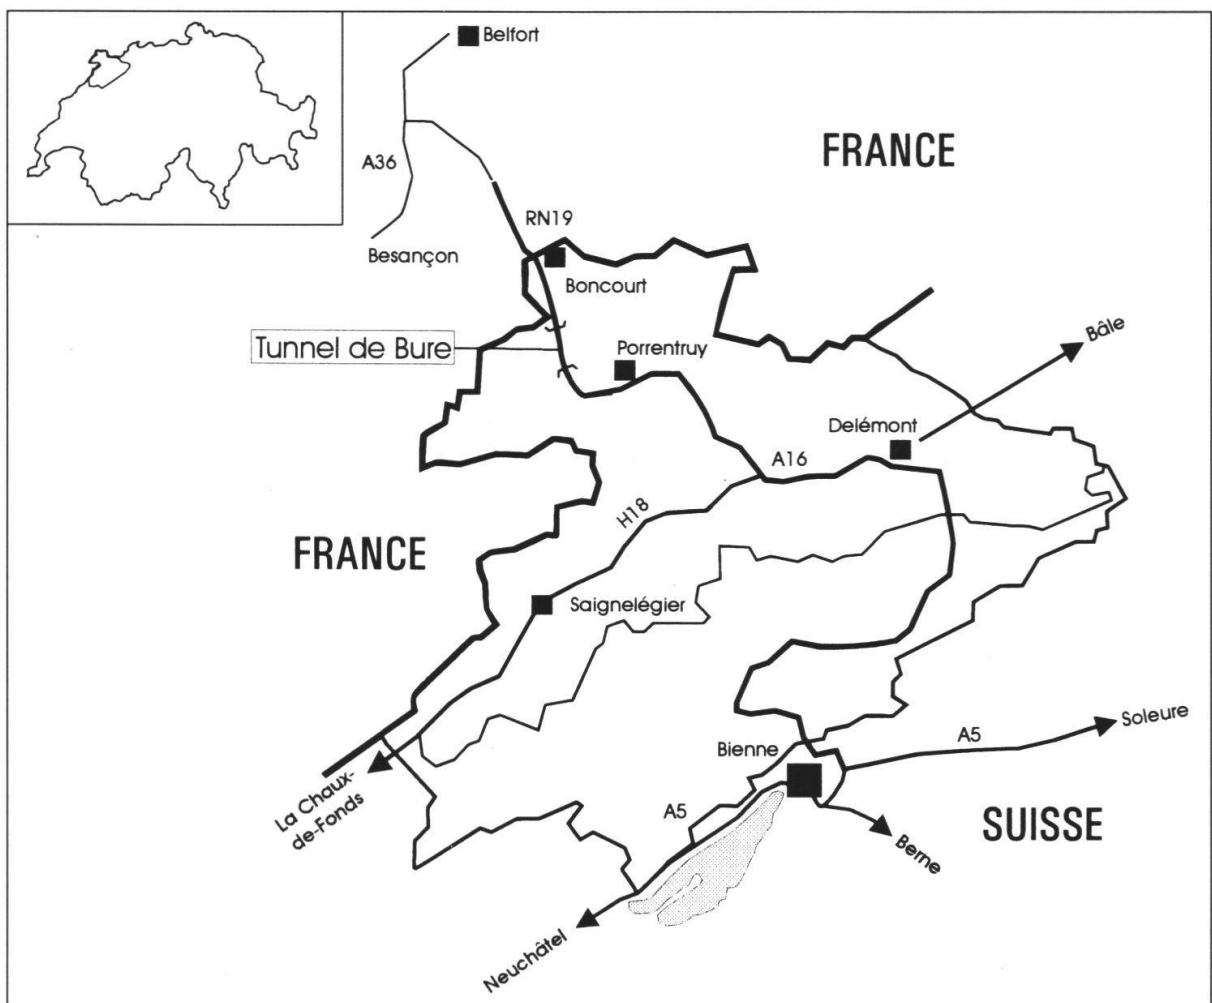 Belfort
FRANCE
A36
RN19
Besançon
Boncourt
Bâle
Tunnel de Bure
Porrentruy
Delémont
A16
H18
FRANCE
Saignelégier
Soleure
A5
Bienne
La Chaux-
de-Fonds
A5
SUISSE
Berne
Neuchâtel